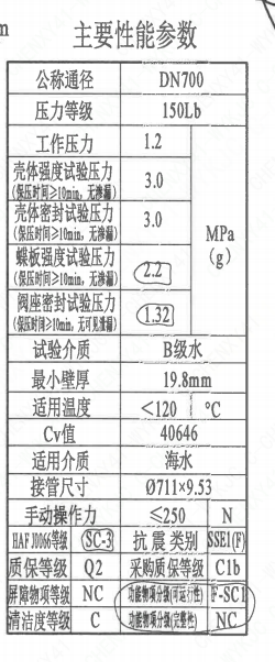 m
主要性能参数
公称通径 DN700
压力等级 150Lb
工作压力 1.2
壳体强度试验压力 3.0
(保压时间≥10min, 无渗漏)
壳体密封试验压力 3.0
(保压时间≥10min, 无渗漏)
MPa
(g)
蝶板强度试验压力 2.2
(保压时间≥10min, 无渗漏)
阀座密封试验压力 1.32
(保压时间≥10min, 无可见渗漏)
试验介质 B级水
最小壁厚 19.8mm
适用温度 <120 ℃
Cv值 40646
适用介质 海水
接管尺寸 Ø711×9.53
手动操作力 ≤250 N
HAF J0066等级 SC-3 抗震类别 SSE1(F)
质保等级 Q2 采购质保等级 C1b
屏障物项等级 NC 功能物项分级(可运行性) F-SC1
清洁度等级 C 功能物项分级(完整性) NC